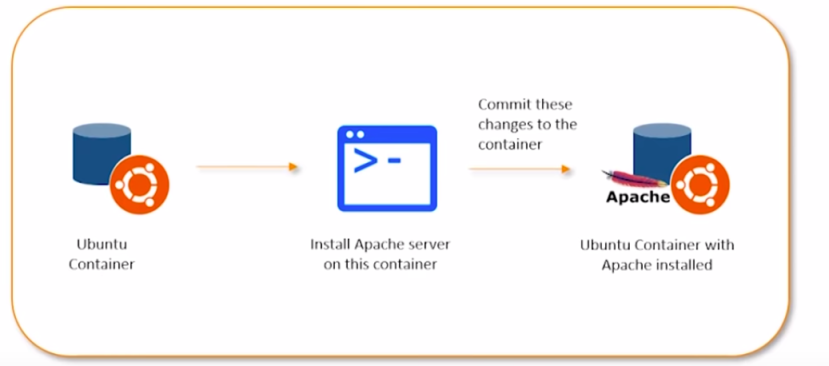 Commit these
changes to the
container
Apache
Ubuntu
Container
Install Apache server
on this container
Ubuntu Container with
Apache installed